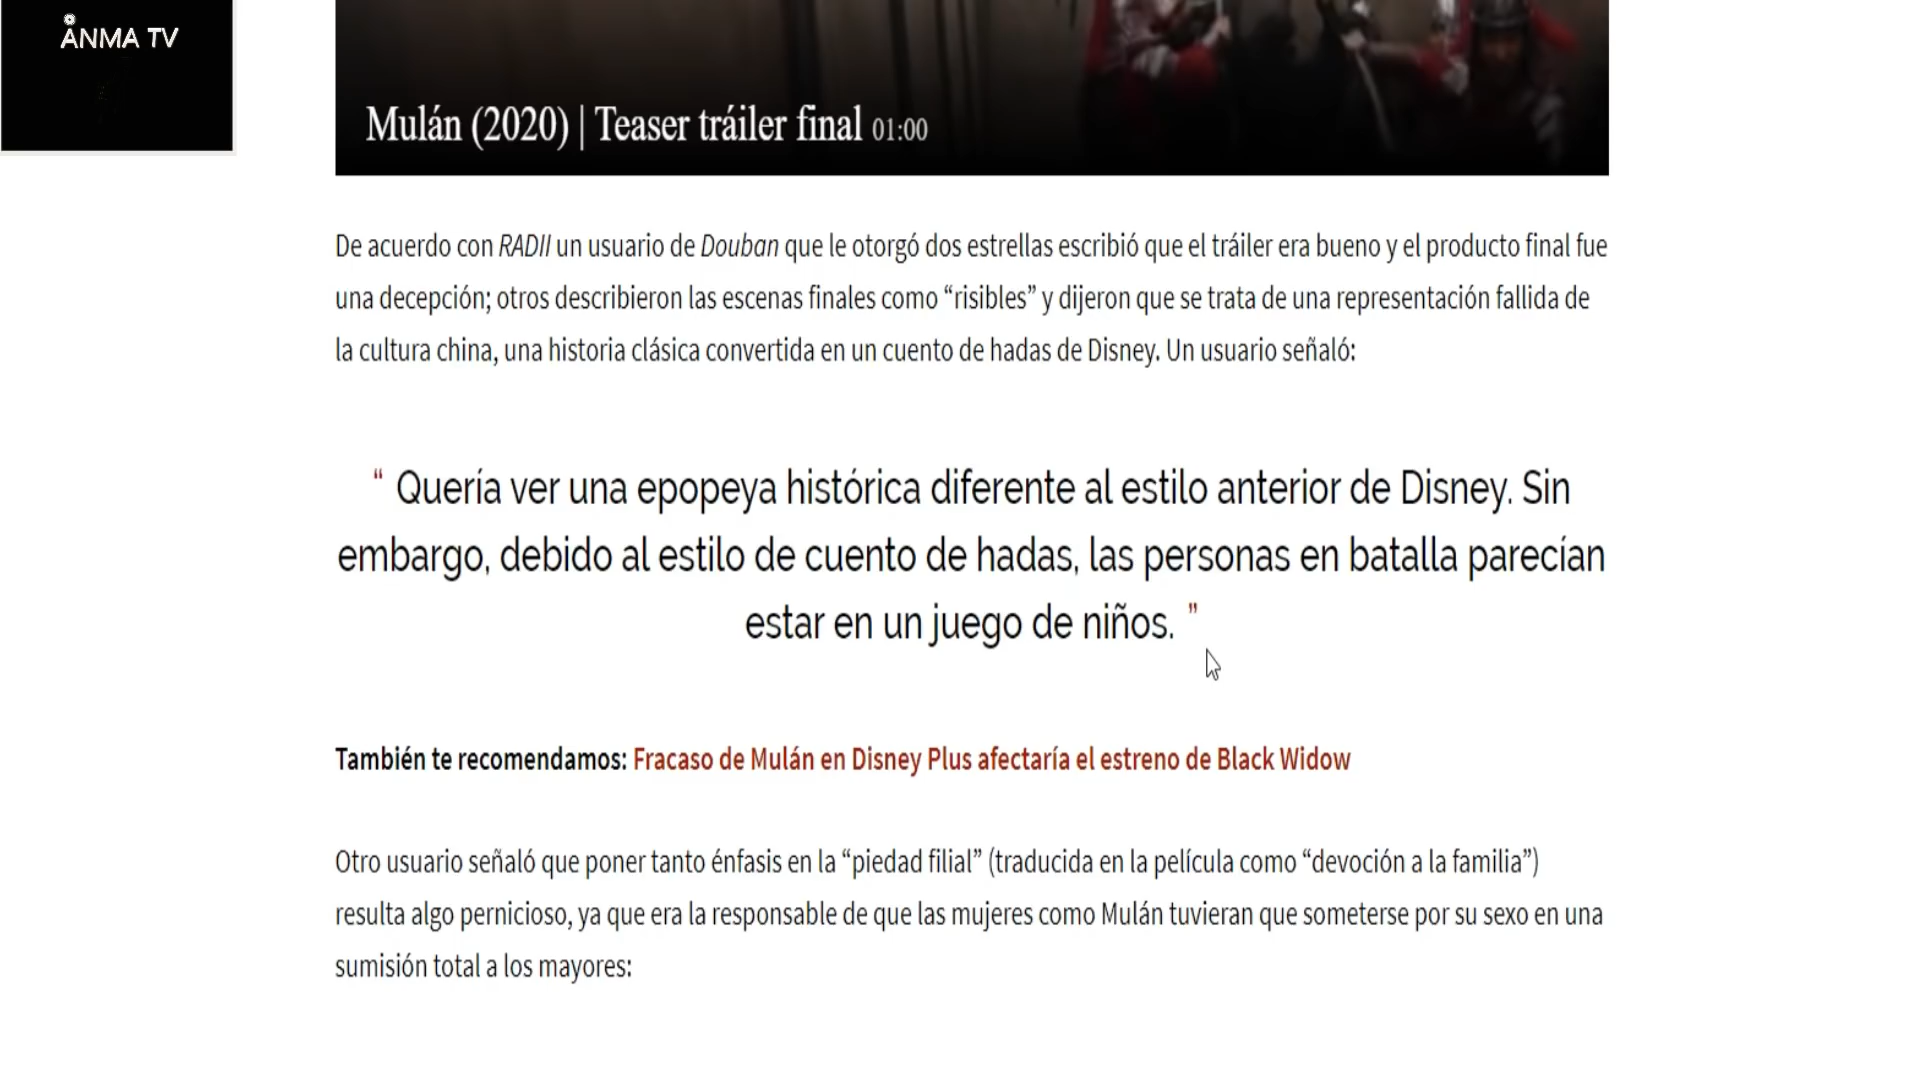 ANMA TV
Mulán (2020) | Teaser tráiler final 01:00
De acuerdo con RADII un usuario de Douban que le otorgó dos estrellas escribió que el tráiler era bueno y el producto final fue
una decepción; otros describieron las escenas finales como “risibles” y dijeron que se trata de una representación fallida de
la cultura china, una historia clásica convertida en un cuento de hadas de Disney. Un usuario señaló:
“ Quería ver una epopeya histórica diferente al estilo anterior de Disney. Sin
embargo, debido al estilo de cuento de hadas, las personas en batalla parecían
estar en un juego de niños. ”
También te recomendamos: Fracaso de Mulán en Disney Plus afectaría el estreno de Black Widow
Otro usuario señaló que poner tanto énfasis en la “piedad filial” (traducida en la película como “devoción a la familia”)
resulta algo pernicioso, ya que era la responsable de que las mujeres como Mulán tuvieran que someterse por su sexo en una
sumisión total a los mayores: